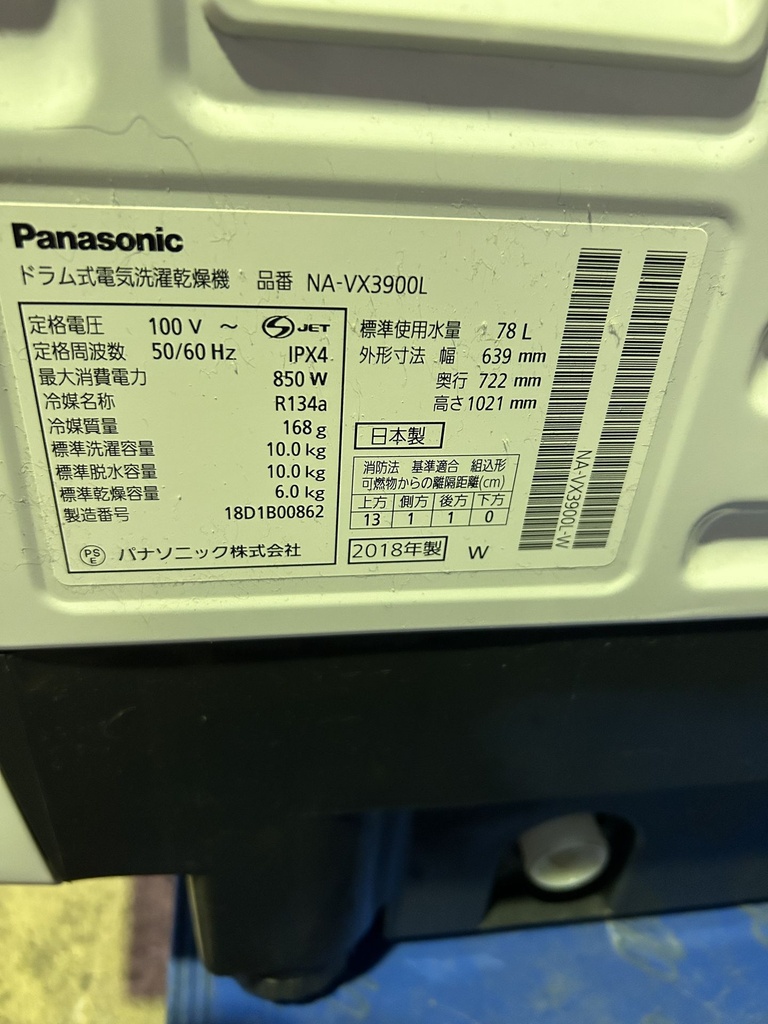 Panasonic
ドラム式電気洗濯乾燥機 品番 NA-VX3900L
定格電圧 100 V ～ S JET
定格周波数 50/60 Hz IPX4
最大消費電力 850 W
冷媒名称 R134a
冷媒質量 168 g
標準洗濯容量 10.0 kg
標準脱水容量 10.0 kg
標準乾燥容量 6.0 kg
製造番号 18D1B00862
PS E パナソニック株式会社
標準使用水量 78 L
外形寸法 幅 639 mm
奥行 722 mm
高さ 1021 mm
日本製
消防法 基準適合 組込形
可燃物からの離隔距離(cm)
上方 側方 後方 下方
13 1 1 0
2018年製 W
NA-VX3900L-W